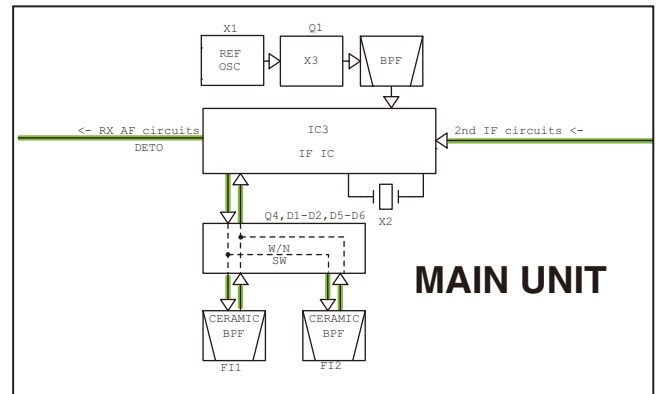 X1
Q1
REF
OSC
X3
BPF
<- RX AF circuits
DETO
IC3
IF IC
2nd IF circuits <-
X2
Q4,D1-D2,D5-D6
W/N
SW
MAIN UNIT
CERAMIC
BPF
FI1
CERAMIC
BPF
FI2